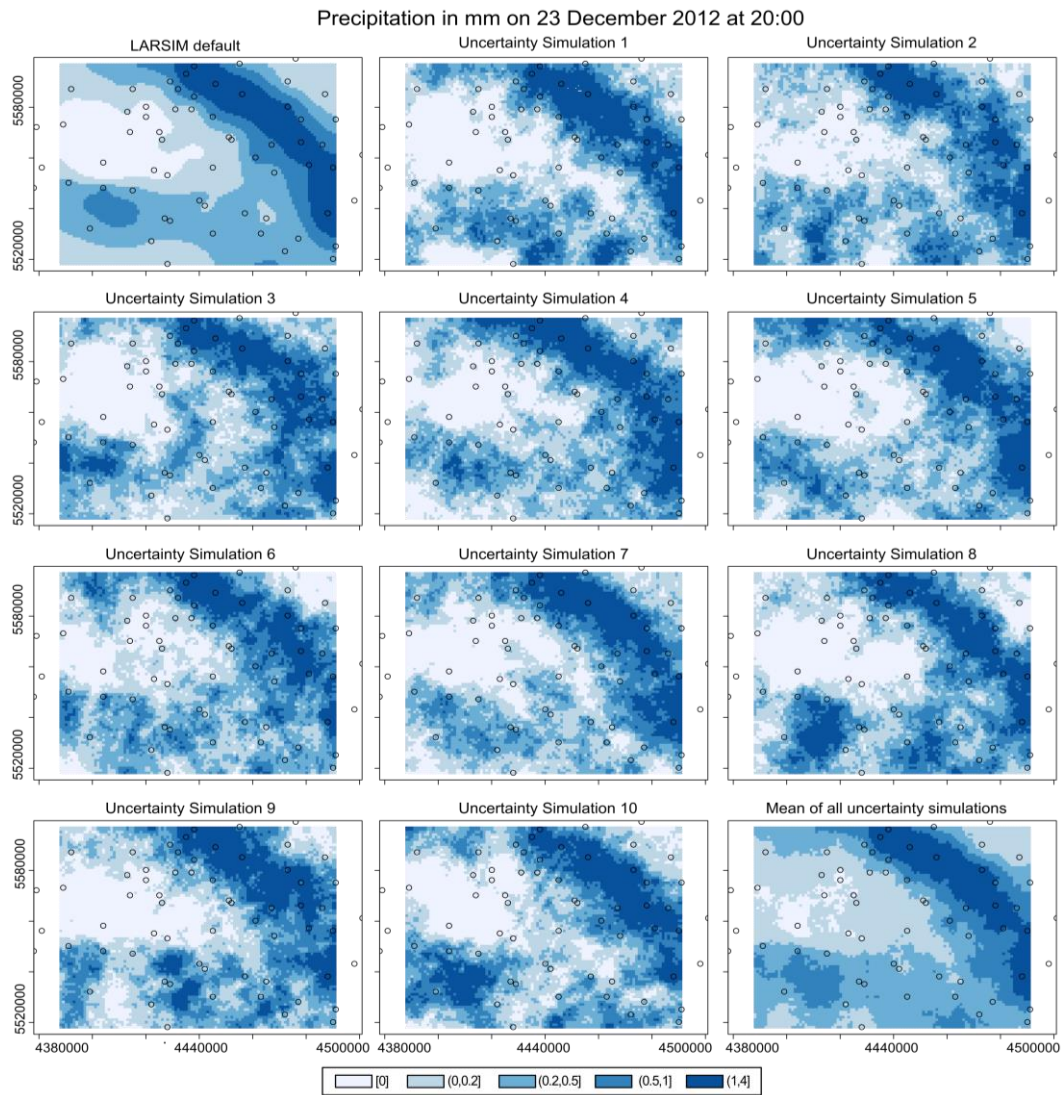 Precipitation in mm on 23 December 2012 at 20:00
LARSIM default Uncertainty Simulation 1 Uncertainty Simulation 2
5580000
5520000
Uncertainty Simulation 3 Uncertainty Simulation 4 Uncertainty Simulation 5
5580000
5520000
Uncertainty Simulation 6 Uncertainty Simulation 7 Uncertainty Simulation 8
5580000
5520000
Uncertainty Simulation 9 Uncertainty Simulation 10 Mean of all uncertainty simulations
5580000
5520000
4380000 4440000 4500000 4380000 4440000 4500000 4380000 4440000 4500000
[0] (0,0.2] (0.2,0.5] (0.5,1] (1,4]